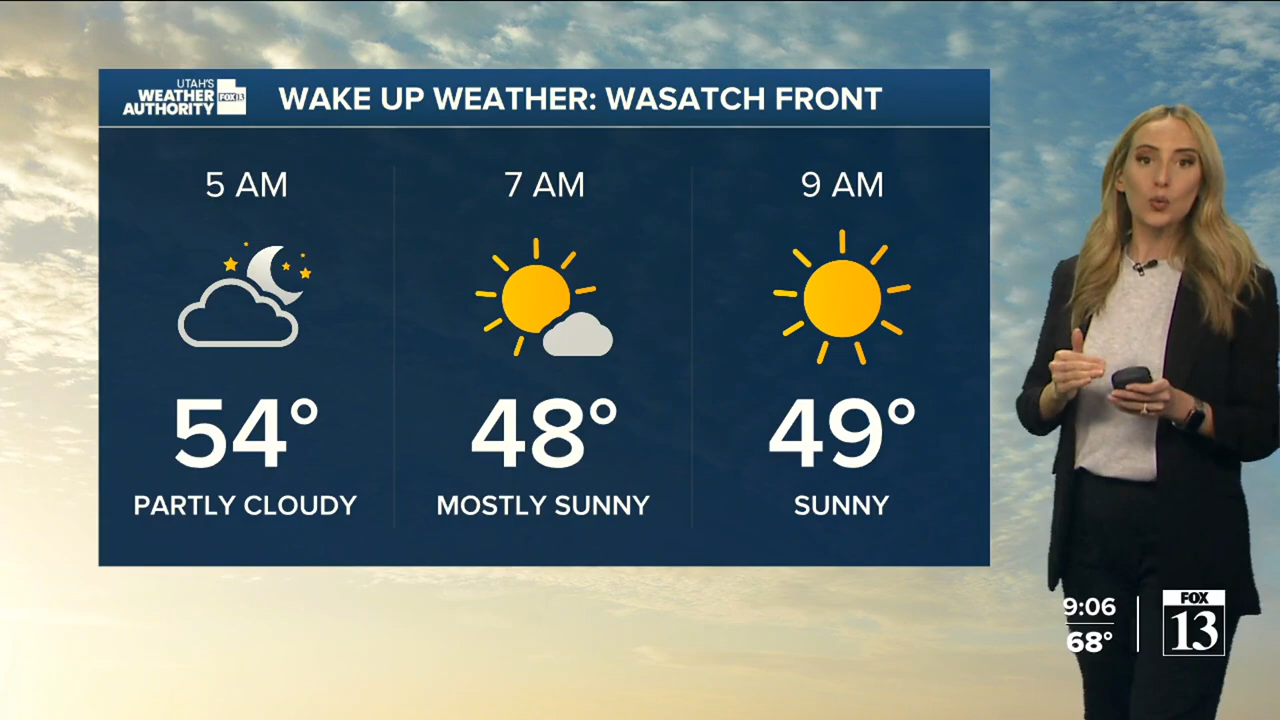 UTAH'S
WEATHER
AUTHORITY
FOX 13
WAKE UP WEATHER: WASATCH FRONT
5 AM
7 AM
9 AM
54°
48°
49°
PARTLY CLOUDY
MOSTLY SUNNY
SUNNY
9:06
68°
FOX
13